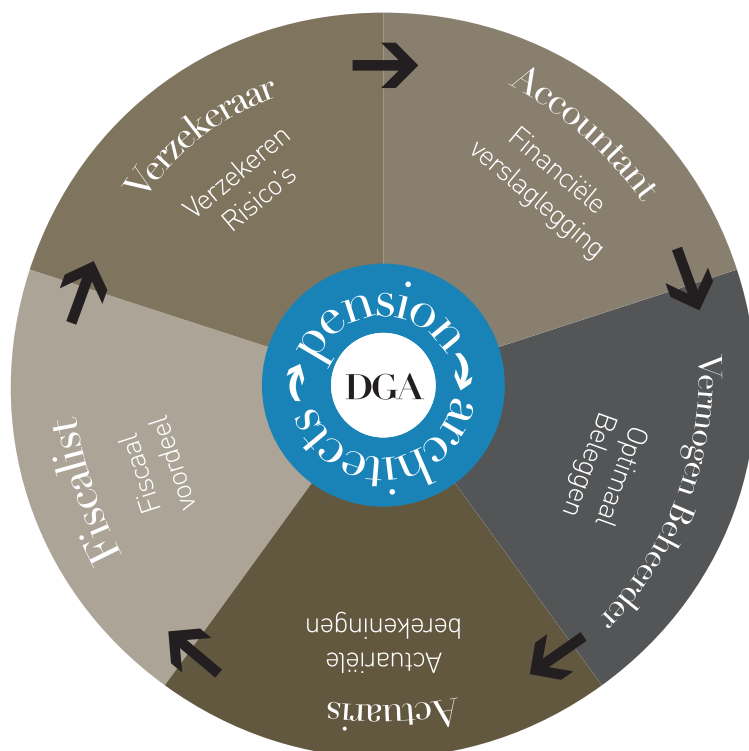 Verzekeraar
Verzekeren
Risico's
Accountant
Financiële
verslaglegging
Vermogen Beheerder
Optimaal
Beleggen
Actuaris
Actuariële
berekeningen
Fiscalist
Fiscaal
voordeel
pension
architects
DGA